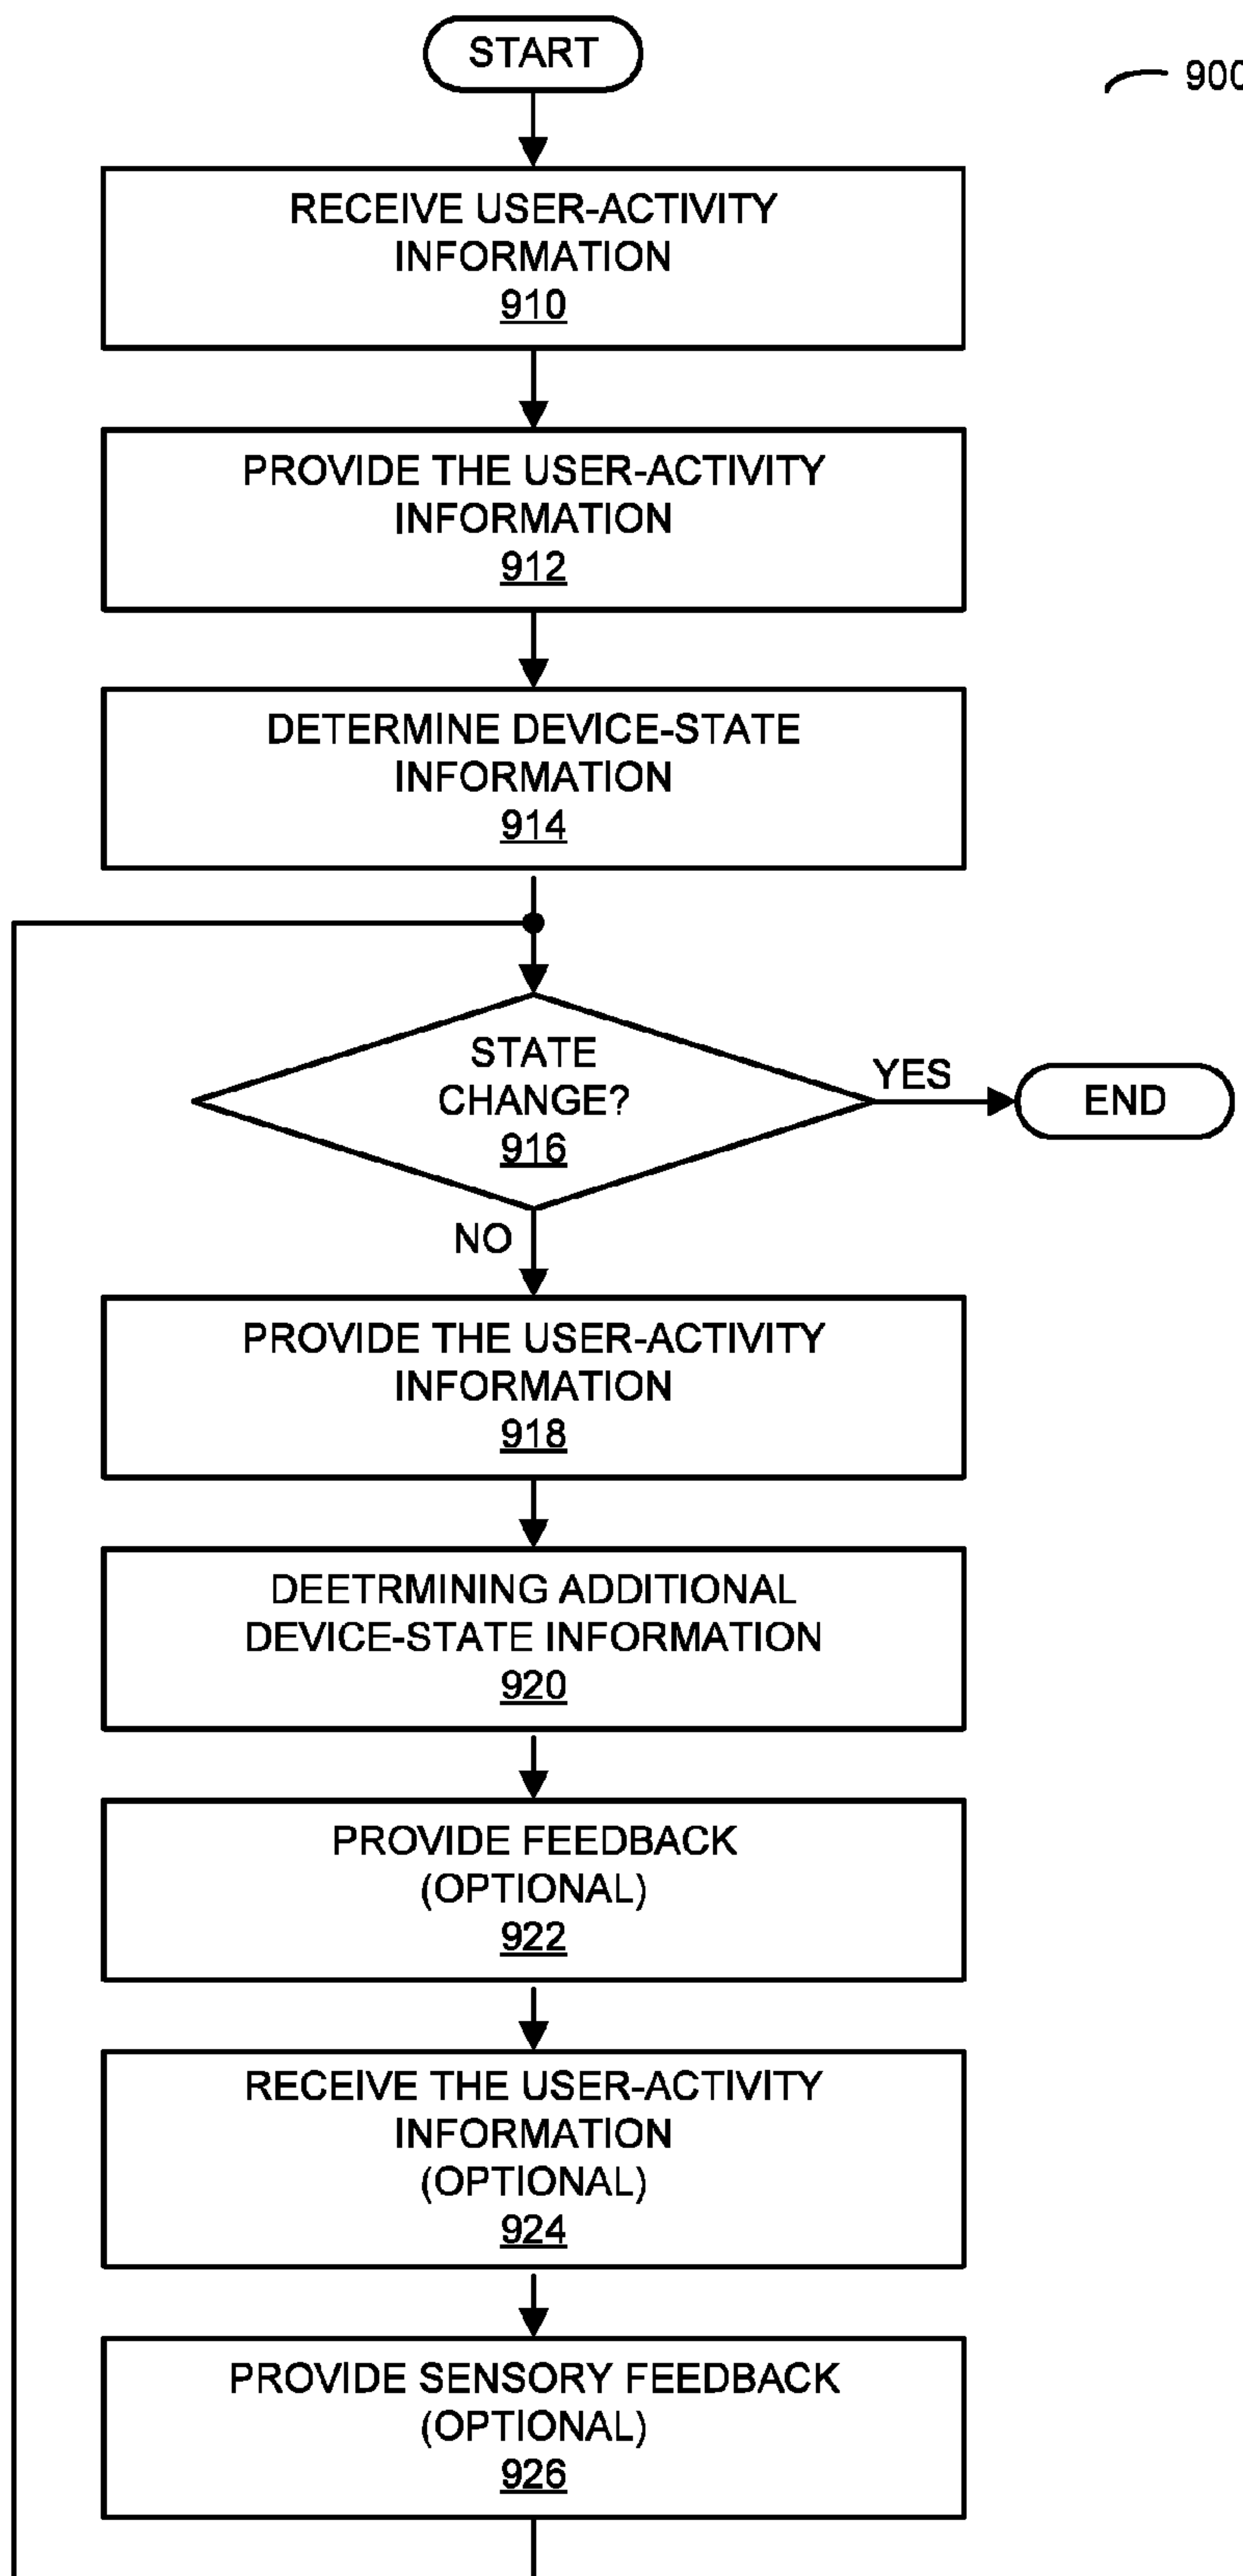 START
900
RECEIVE USER-ACTIVITY
INFORMATION
910
PROVIDE THE USER-ACTIVITY
INFORMATION
912
DETERMINE DEVICE-STATE
INFORMATION
914
STATE
CHANGE?
916
YES
END
NO
PROVIDE THE USER-ACTIVITY
INFORMATION
918
DEETRMINING ADDITIONAL
DEVICE-STATE INFORMATION
920
PROVIDE FEEDBACK
(OPTIONAL)
922
RECEIVE THE USER-ACTIVITY
INFORMATION
(OPTIONAL)
924
PROVIDE SENSORY FEEDBACK
(OPTIONAL)
926